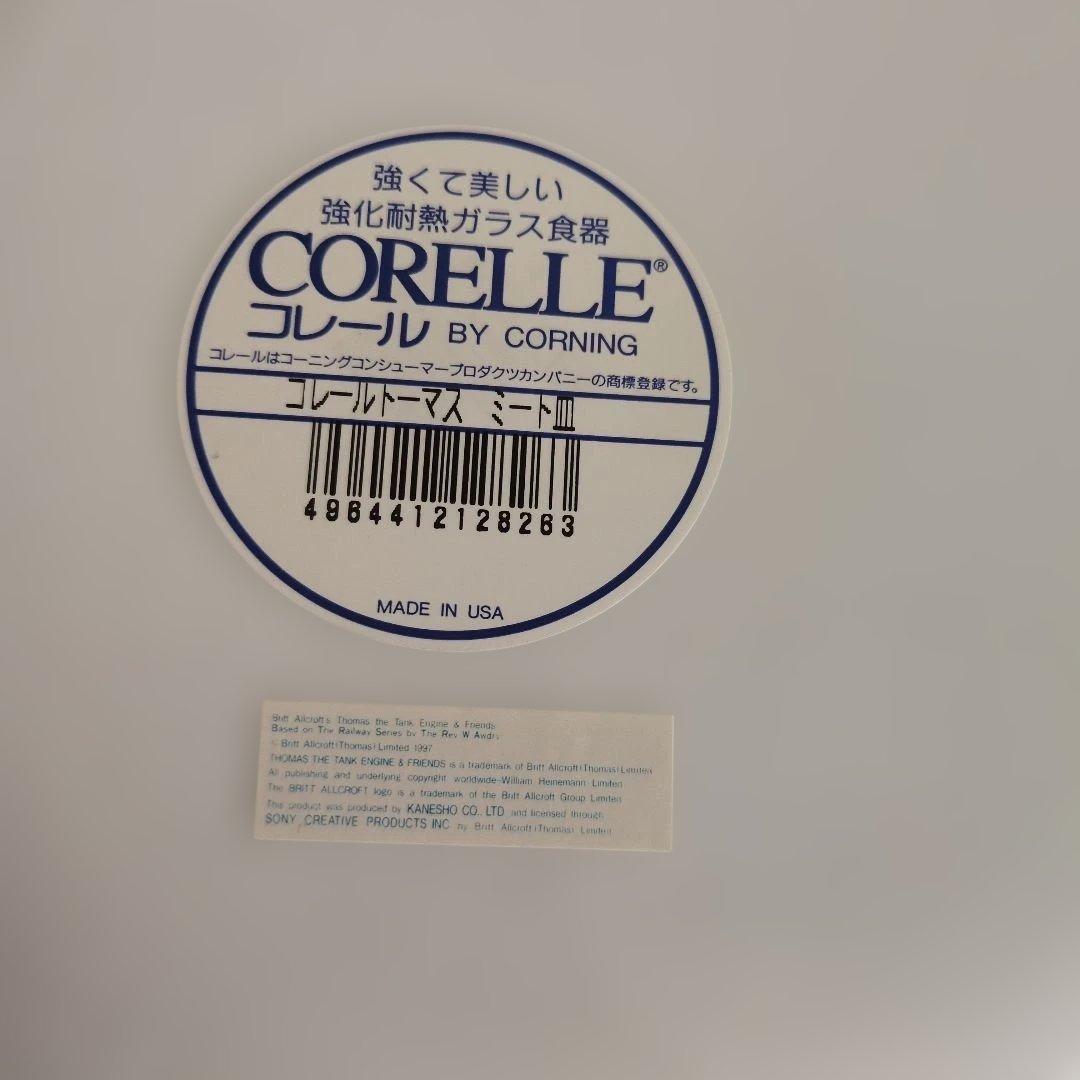 強くて美しい
強化耐熱ガラス食器
CORELLE®
コレール BY CORNING
コレールはコーニングコンシューマープロダクツカンパニーの商標登録です。
コレールトーマス ミート皿
4964412128263
MADE IN USA
Britt Allcroft's Thomas the Tank Engine & Friends
Based on The Railway Series by The Rev W Awdry
© Britt Allcroft (Thomas) Limited 1997
THOMAS THE TANK ENGINE & FRIENDS is a trademark of Britt Allcroft (Thomas) Limited
All publishing and underlying copyright worldwide-William Heinemann Limited
The BRITT ALLCROFT logo is a trademark of the Britt Allcroft Group Limited
This product was produced by KANESHO CO., LTD and licensed through
SONY CREATIVE PRODUCTS INC by Britt Allcroft (Thomas) Limited